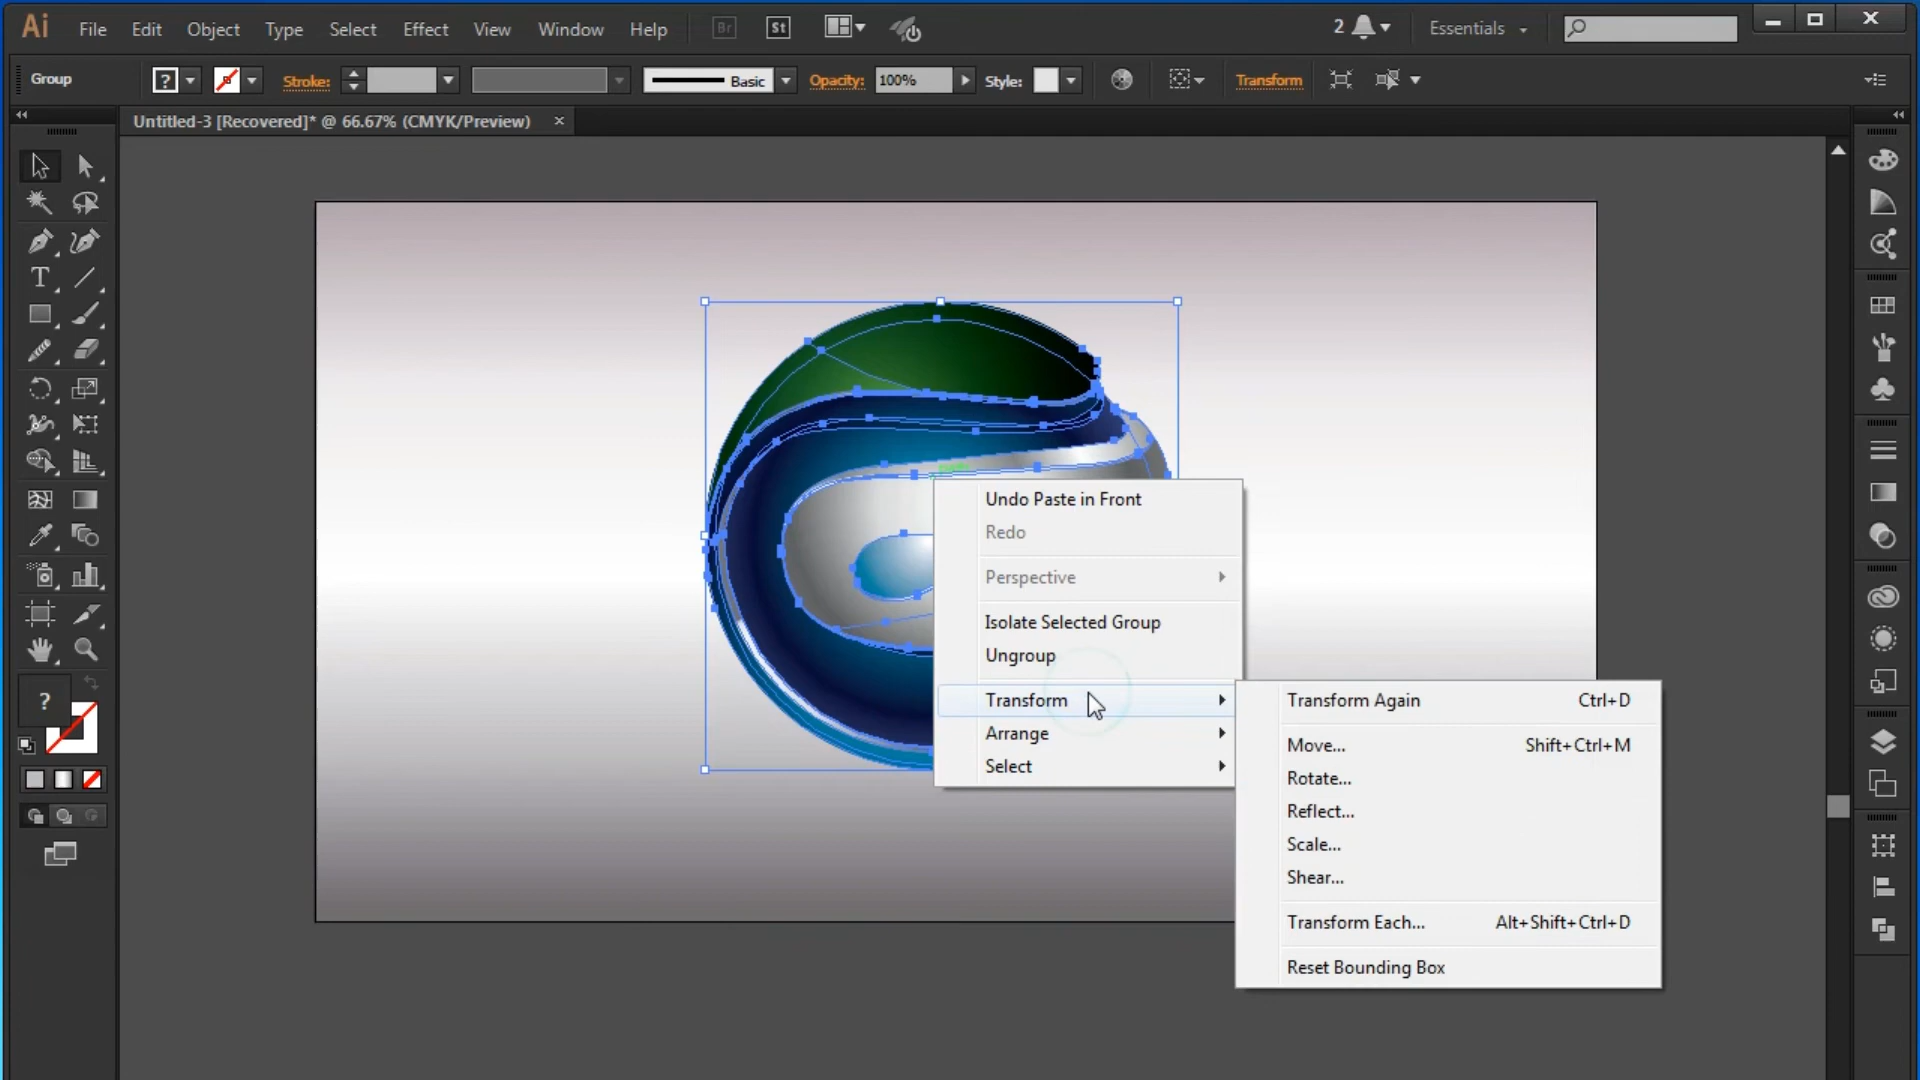 Ai File Edit Object Type Select Effect View Window Help Br St 2 Essentials
Group ? Stroke: Basic Opacity: 100% Style: Transform
Untitled-3 [Recovered]* @ 66.67% (CMYK/Preview) ×
T
?
Undo Paste in Front
Redo
Perspective
Isolate Selected Group
Ungroup
Transform
Arrange
Select
Transform Again Ctrl+D
Move... Shift+Ctrl+M
Rotate...
Reflect...
Scale...
Shear...
Transform Each... Alt+Shift+Ctrl+D
Reset Bounding Box